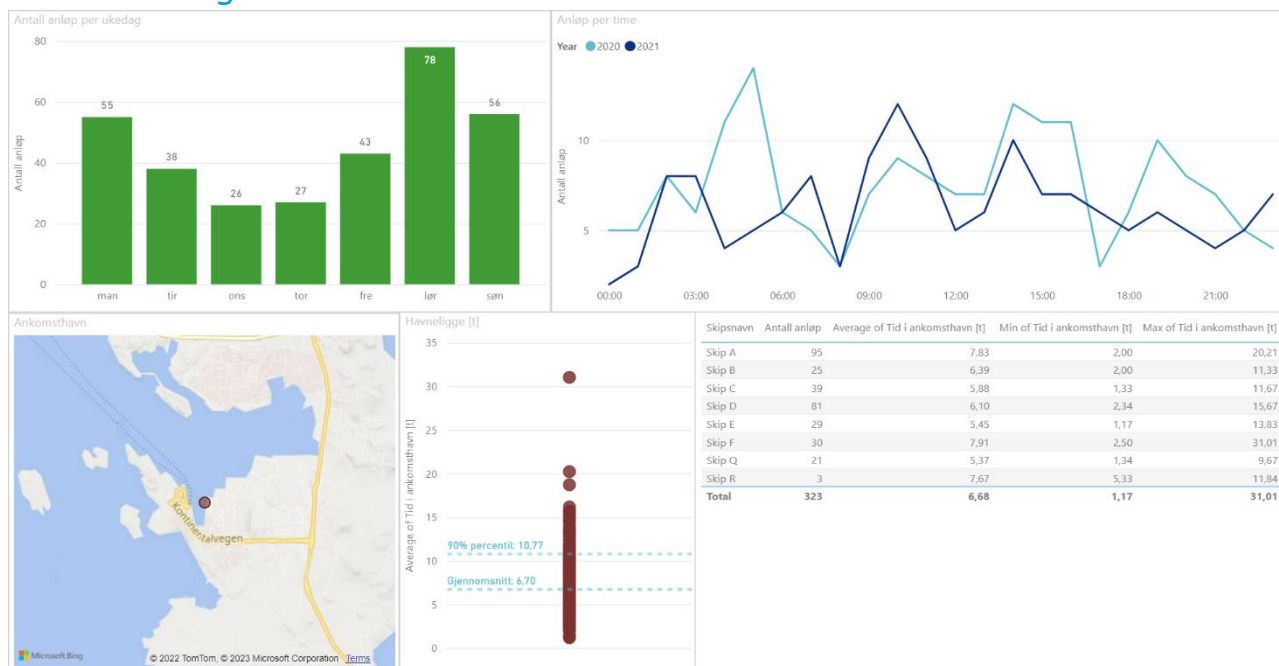 Antall anløp per ukedag
80
60
40
20
0
Antall anløp
55
38
26
27
43
78
56
man tir ons tor fre lør søn
Anløp per time
Year 2020 2021
10
5
Antall anløp
00:00 03:00 06:00 09:00 12:00 15:00 18:00 21:00
Ankomsthavn
Kontinentalvegen
Microsoft Bing
© 2022 TomTom, © 2023 Microsoft Corporation Terms
Havneligge [t]
35
30
25
20
15
10
5
0
Average of Tid i ankomsthavn [t]
90% percentil: 10,77
Gjennomsnitt: 6,70
Skipsnavn Antall anløp Average of Tid i ankomsthavn [t] Min of Tid i ankomsthavn [t] Max of Tid i ankomsthavn [t]
Skip A 95 7,83 2,00 20,21
Skip B 25 6,39 2,00 11,33
Skip C 39 5,88 1,33 11,67
Skip D 81 6,10 2,34 15,67
Skip E 29 5,45 1,17 13,83
Skip F 30 7,91 2,50 31,01
Skip Q 21 5,37 1,34 9,67
Skip R 3 7,67 5,33 11,84
Total 323 6,68 1,17 31,01